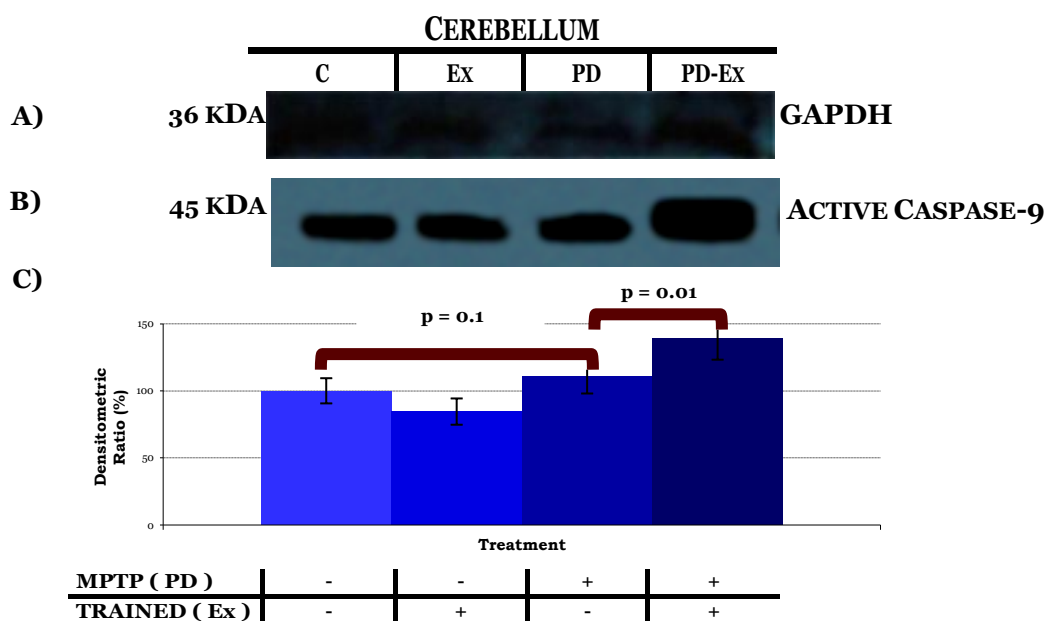 CEREBELLUM
C EX PD PD-EX
A) 36 KDA GAPDH
B) 45 KDA ACTIVE CASPASE-9
C)
p = 0.01
p = 0.1
150
100
50
0
Densitometric
Ratio (%)
Treatment
MPTP ( PD ) - - + +
TRAINED ( Ex ) - + - +